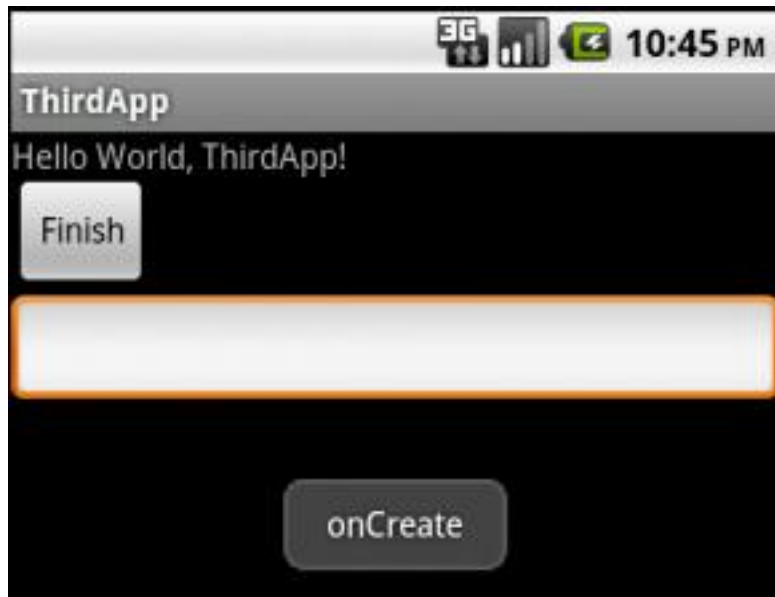 3G 10:45 PM
ThirdApp
Hello World, ThirdApp!
Finish
onCreate